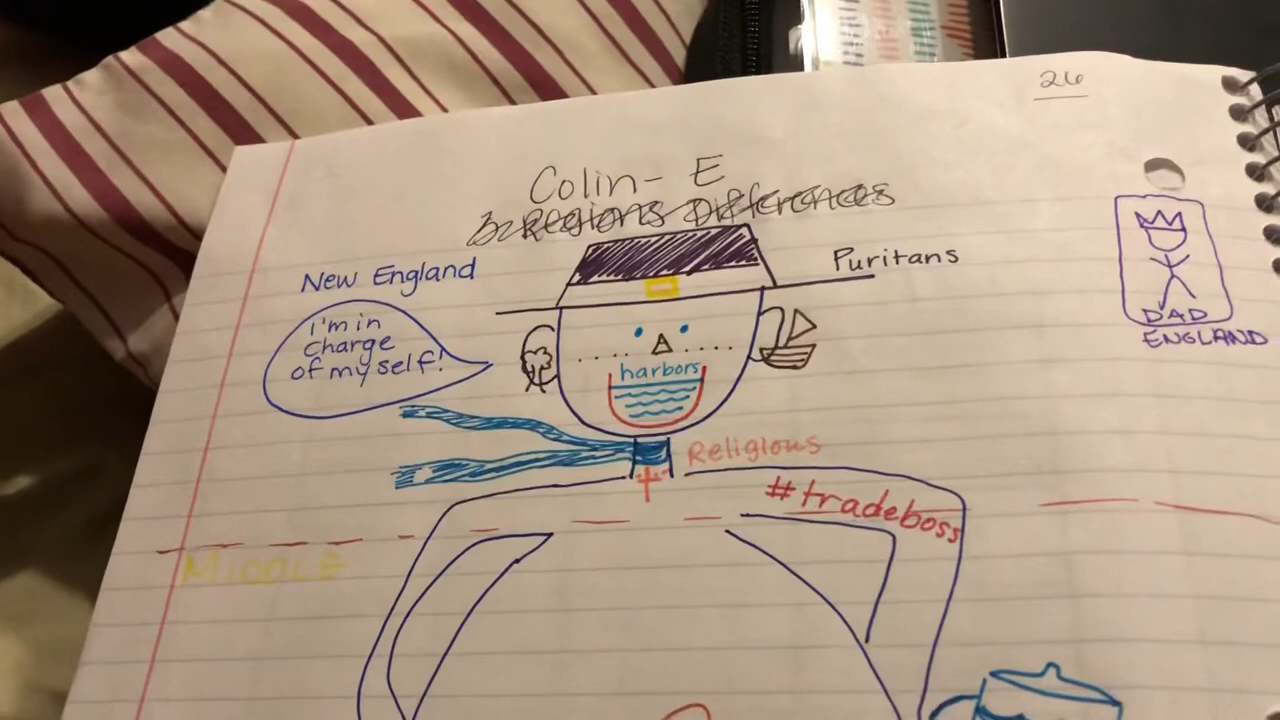 26
Colin- E
3 Regions Differences
New England
Puritans
I'm in
charge
of myself!
DAD
ENGLAND
harbors
Religious
#tradeboss
MIDDLE